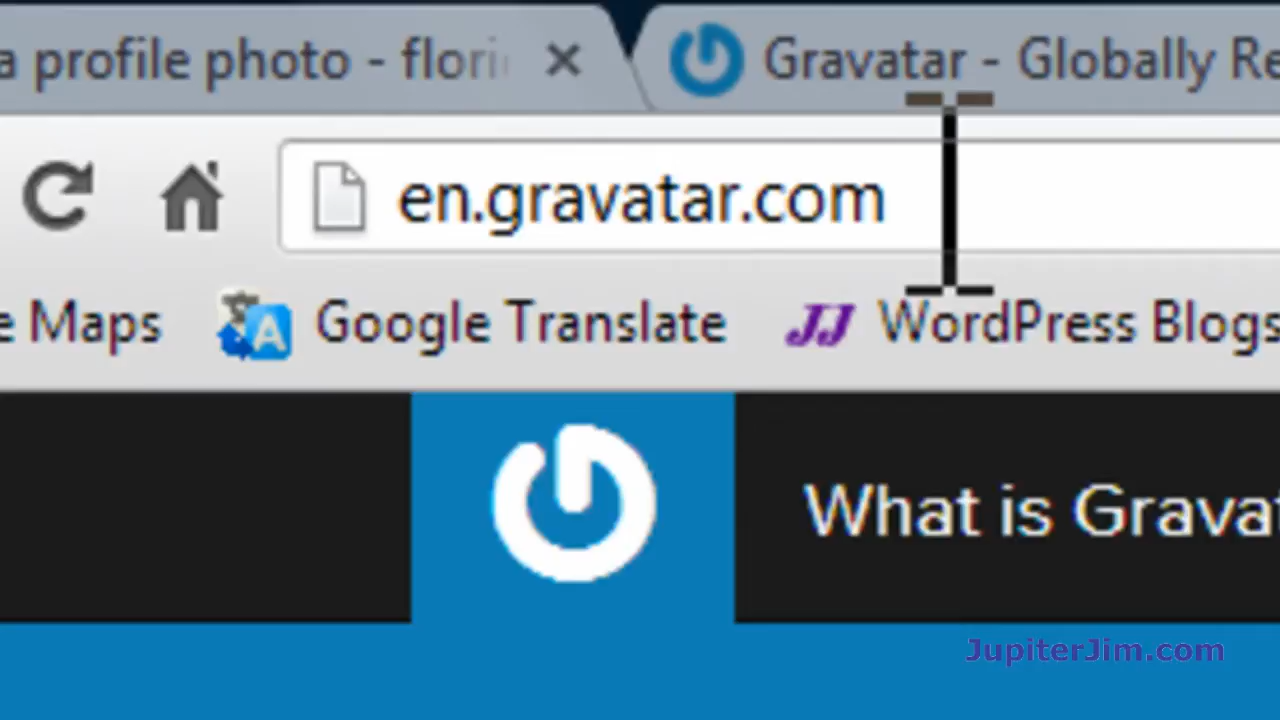 a profile photo - flori
Gravatar - Globally Re
en.gravatar.com
e Maps
Google Translate
JJ WordPress Blogs
What is Gravat
JupiterJim.com